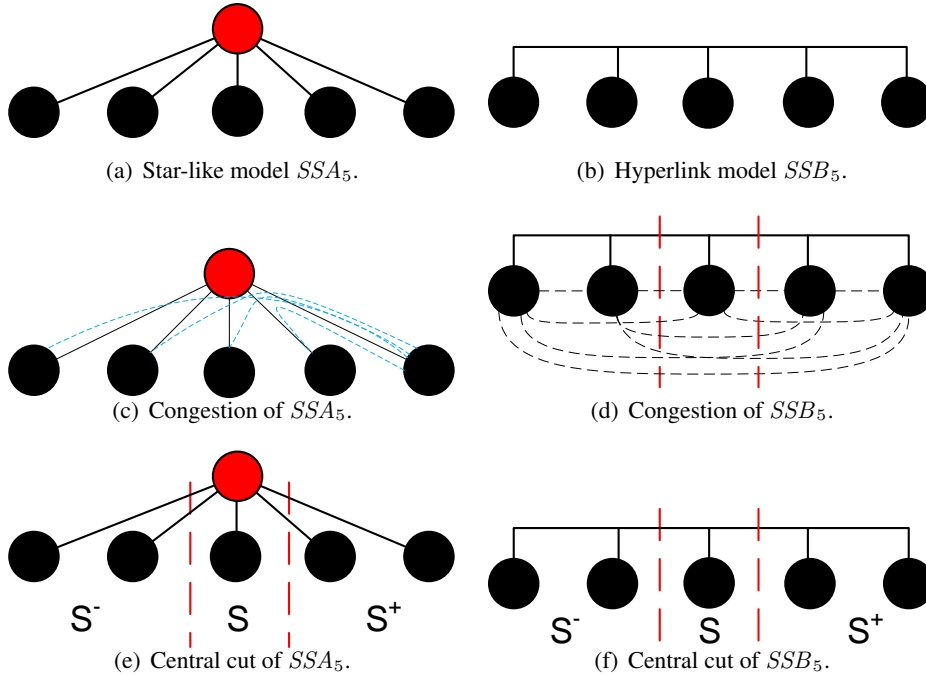 (a) Star-like model SSA₅.
(b) Hyperlink model SSB₅.
(c) Congestion of SSA₅.
(d) Congestion of SSB₅.
S⁻ S S⁺
(e) Central cut of SSA₅.
S⁻ S S⁺
(f) Central cut of SSB₅.